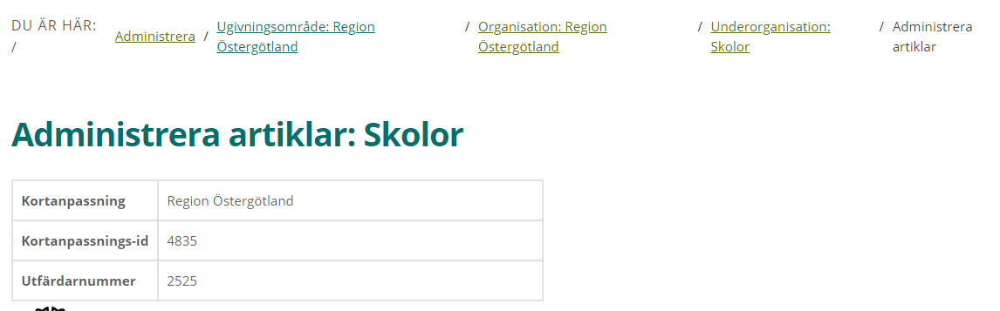 DU ÄR HÄR: / Administrera / Ugivningsområde: Region Östergötland / Organisation: Region Östergötland / Underorganisation: Skolor / Administrera artiklar
Administrera artiklar: Skolor
Kortanpassning Region Östergötland
Kortanpassnings-id 4835
Utfärdarnummer 2525